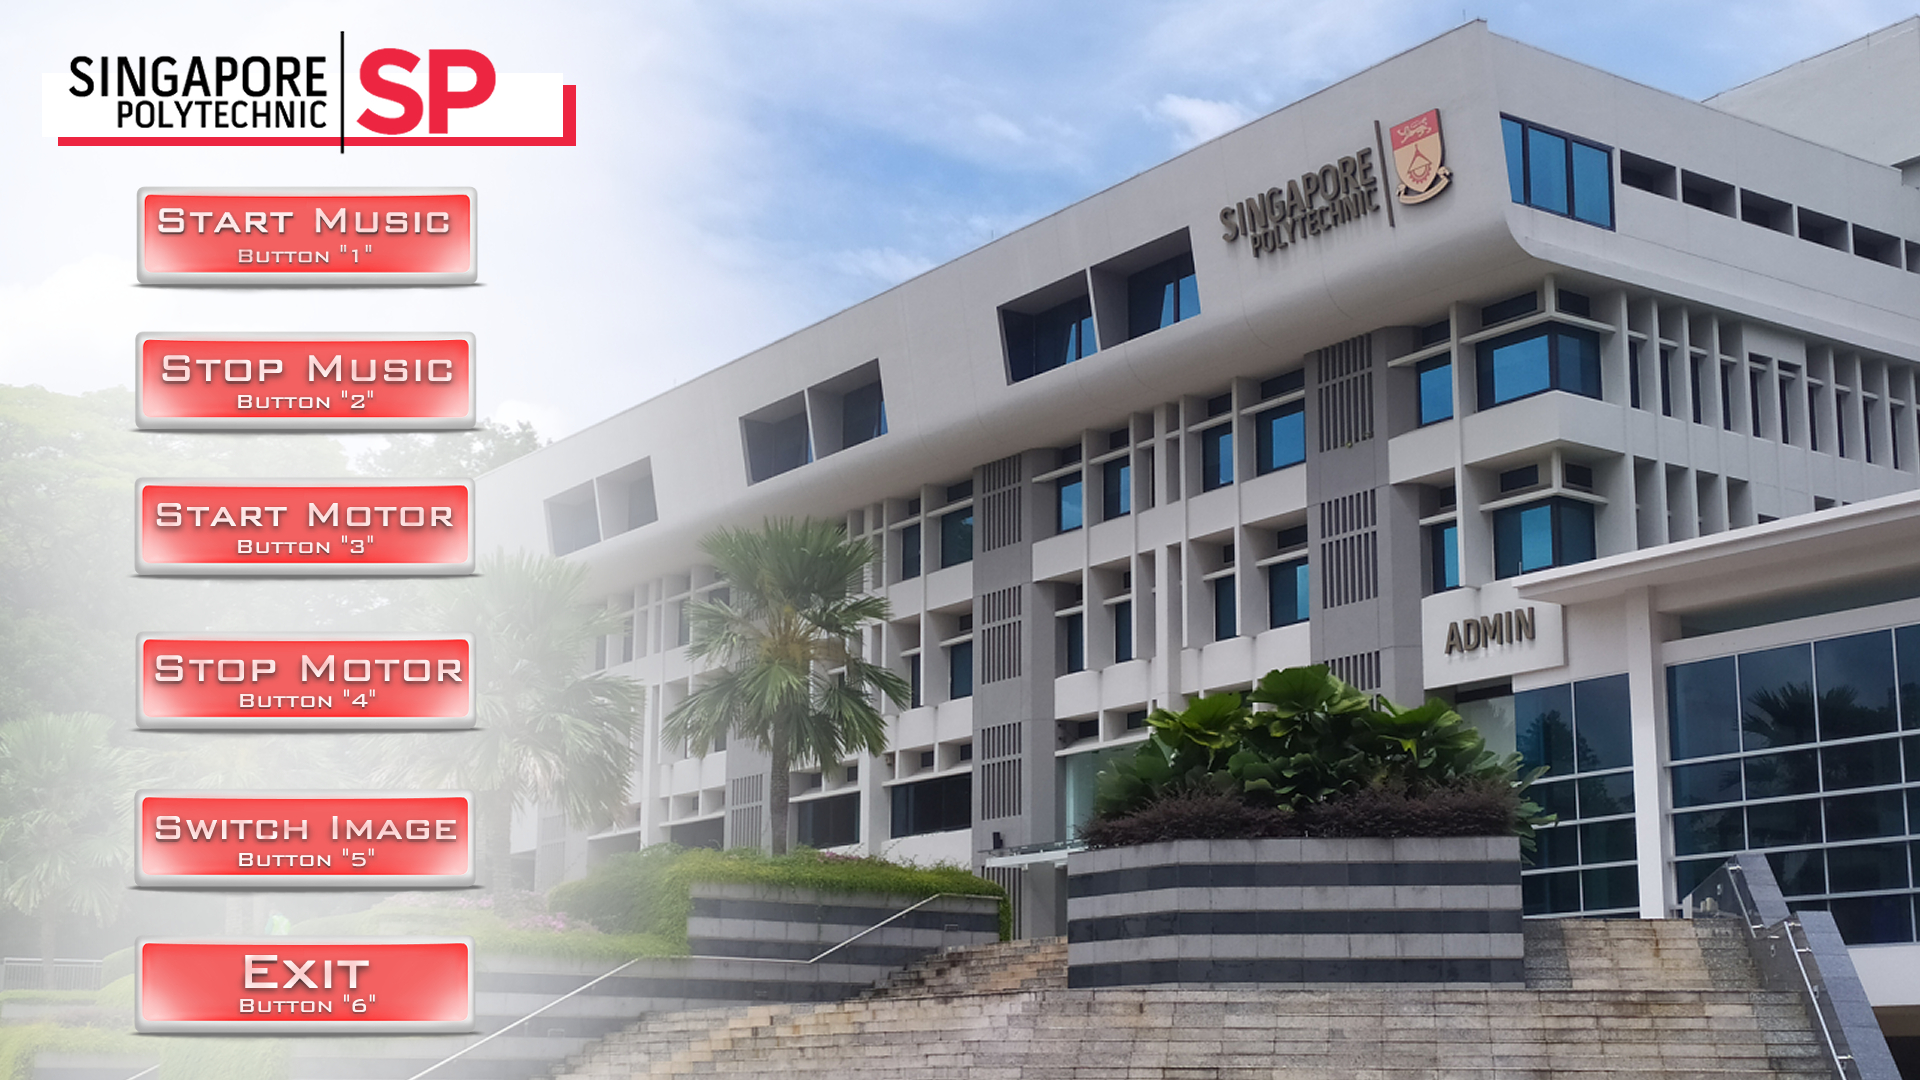 SINGAPORE
POLYTECHNIC
SP
START MUSIC
BUTTON "1"
STOP MUSIC
BUTTON "2"
START MOTOR
BUTTON "3"
STOP MOTOR
BUTTON "4"
SWITCH IMAGE
BUTTON "5"
EXIT
BUTTON "6"
SINGAPORE
POLYTECHNIC
ADMIN